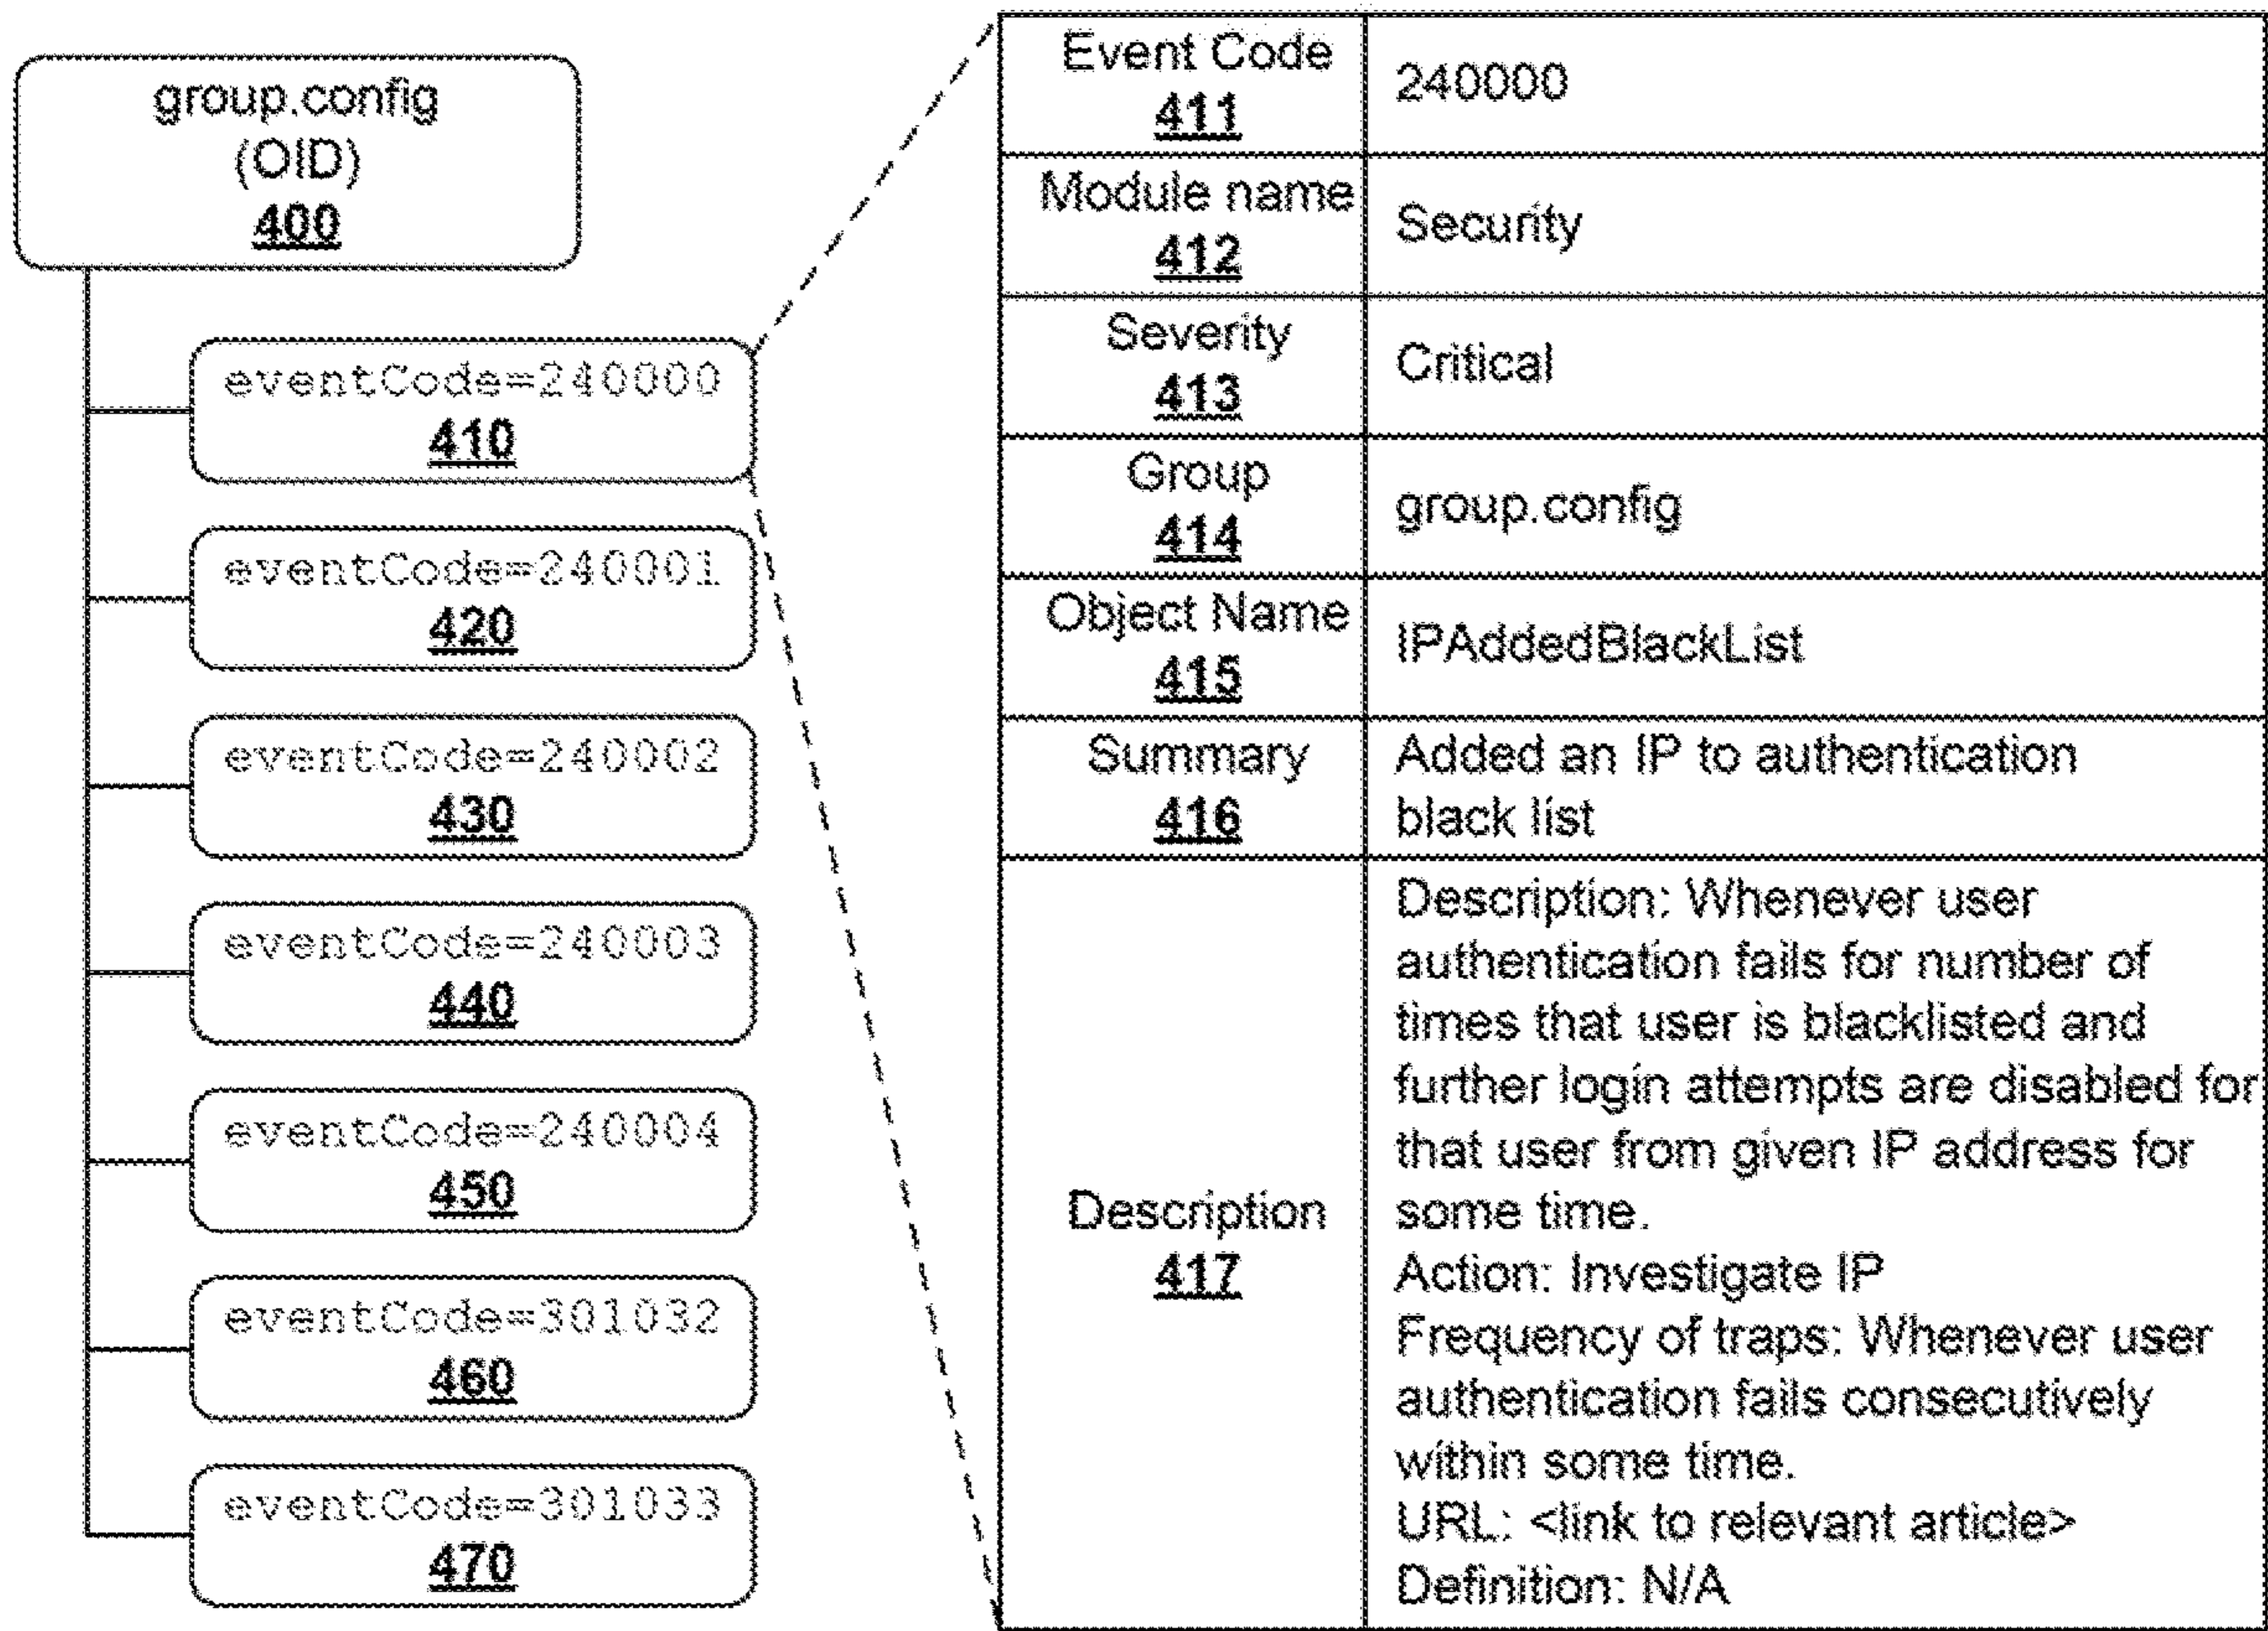 group.config
(OID)
400
eventCode=240000
410
eventCode=240001
420
eventCode=240002
430
eventCode=240003
440
eventCode=240004
450
eventCode=301032
460
eventCode=301033
470
Event Code
411
240000
Module name
412
Security
Severity
413
Critical
Group
414
group.config
Object Name
415
IPAddedBlackList
Summary
416
Added an IP to authentication
black list
Description
417
Description: Whenever user
authentication fails for number of
times that user is blacklisted and
further login attempts are disabled for
that user from given IP address for
some time.
Action: Investigate IP
Frequency of traps: Whenever user
authentication fails consecutively
within some time.
URL: <link to relevant article>
Definition: N/A